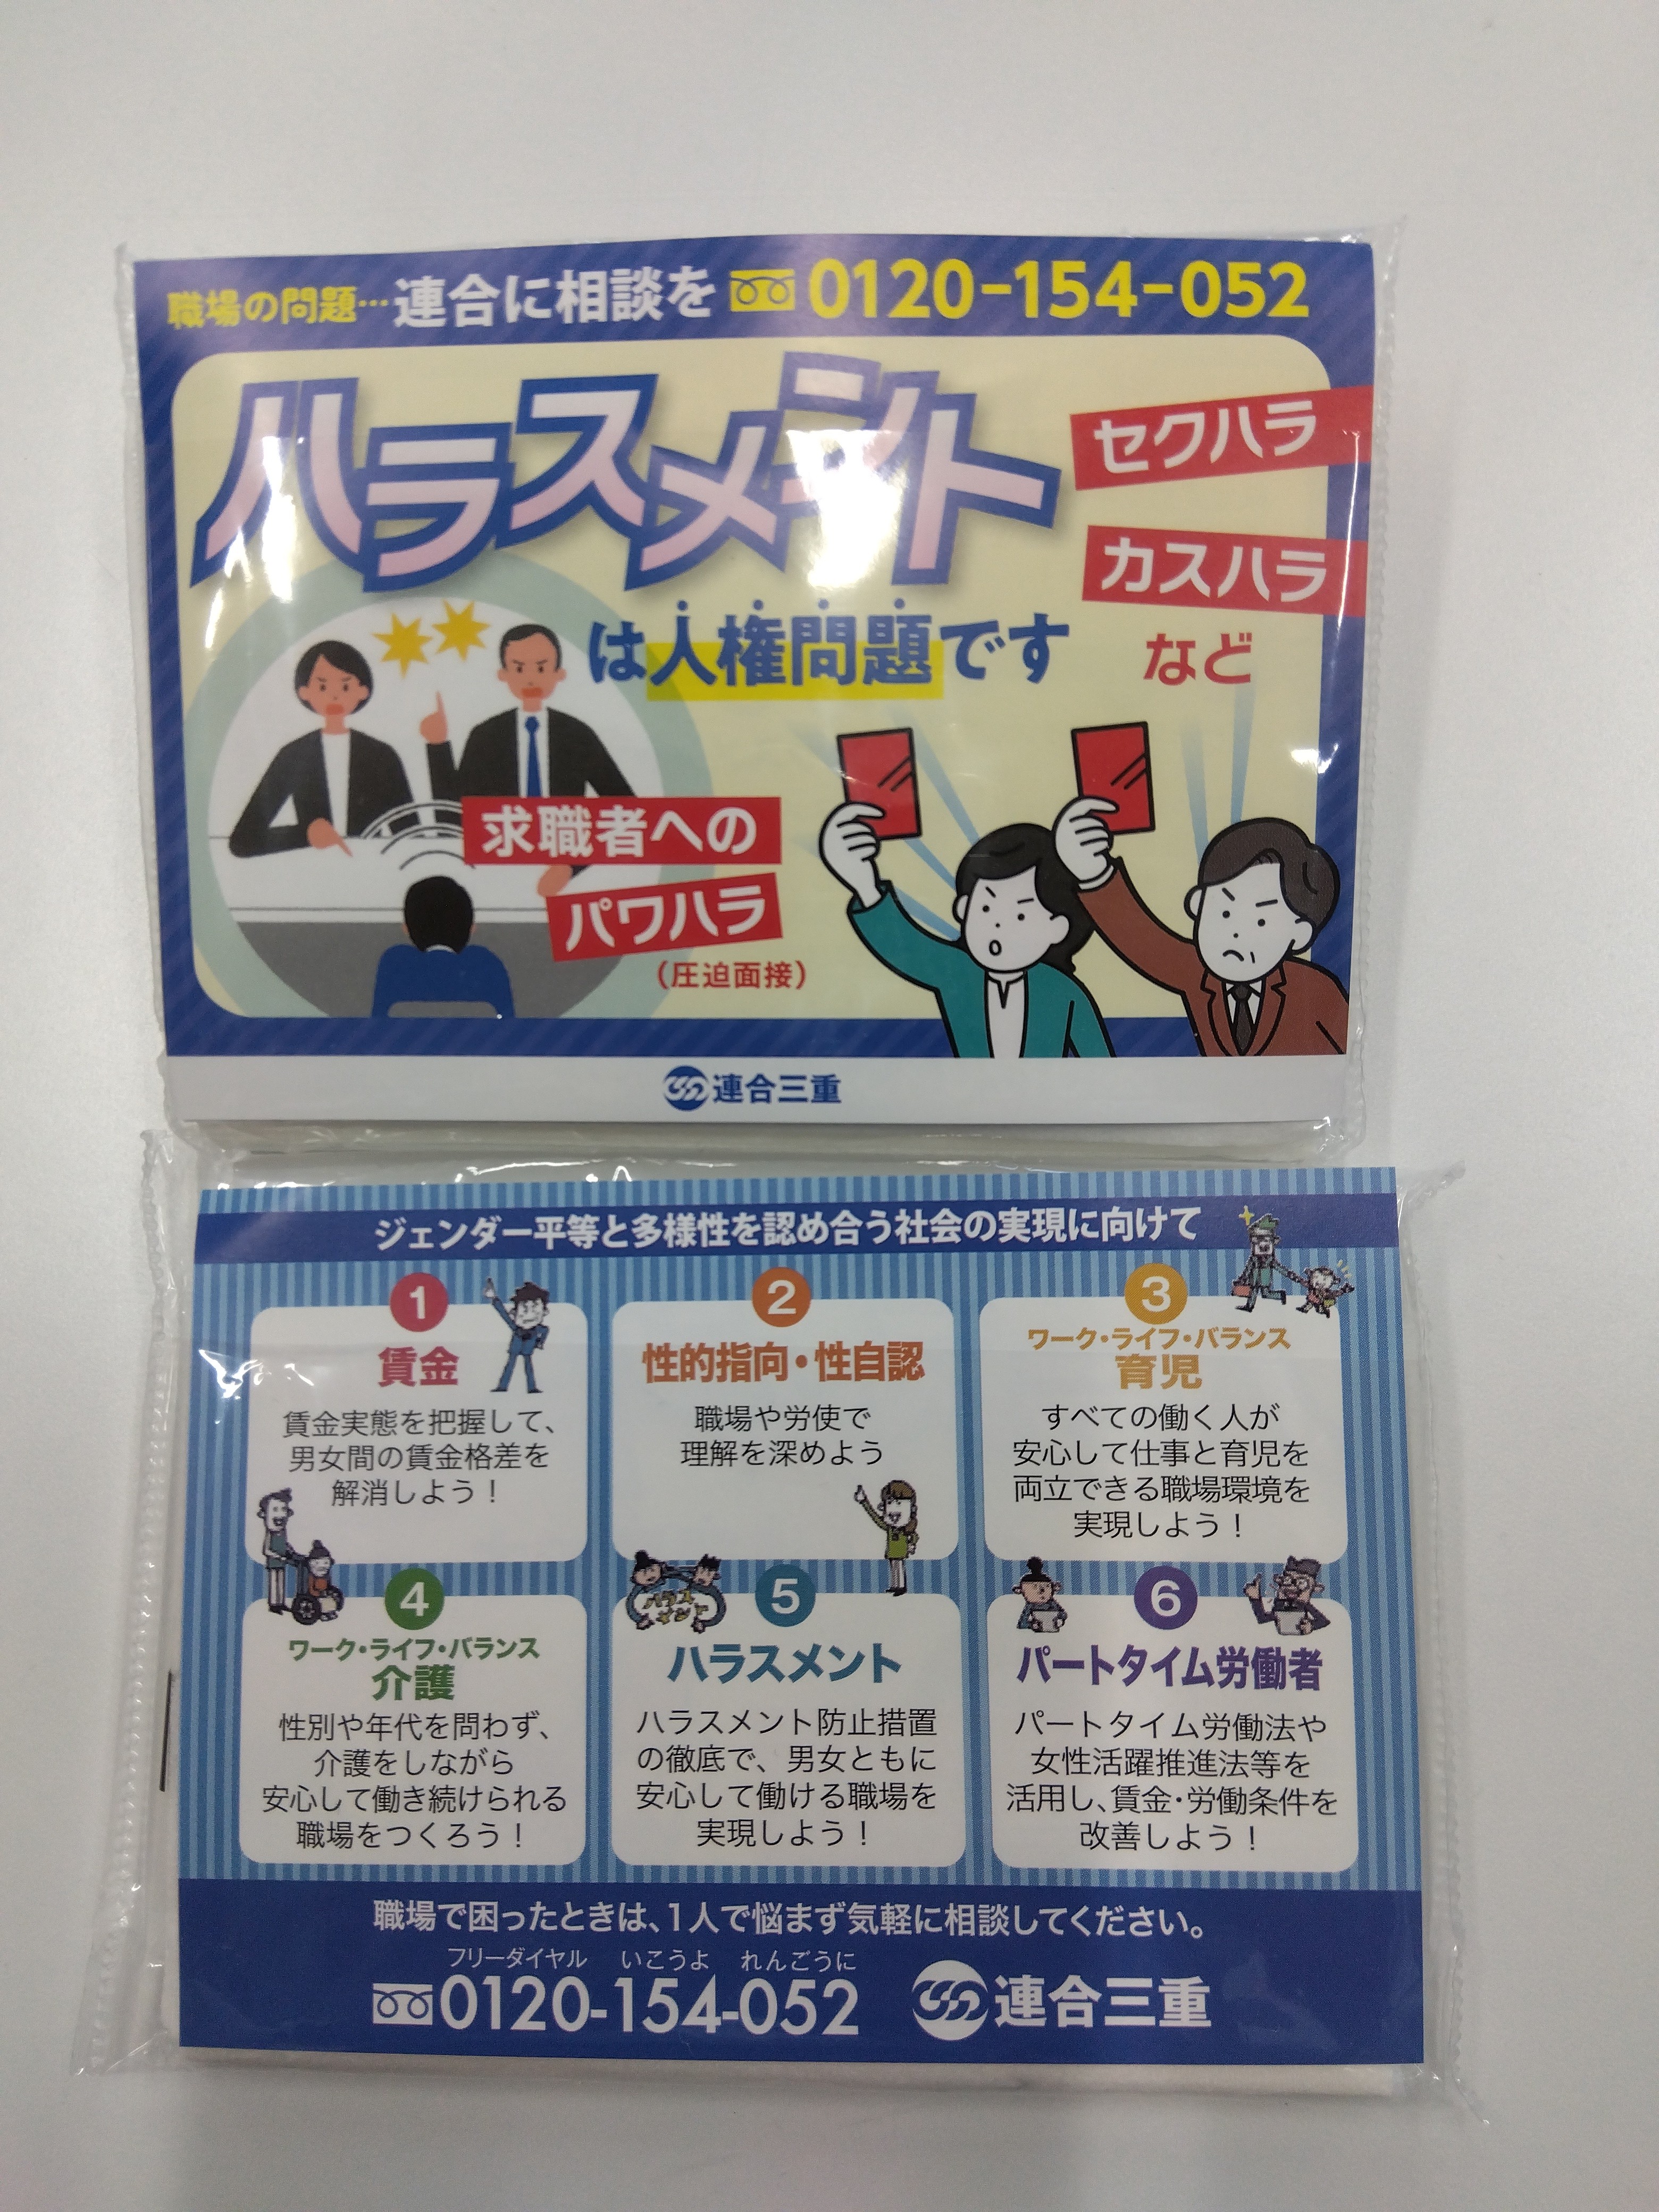 職場の問題…連合に相談を 0120-154-052
ハラスメント
は人権問題です
セクハラ
カスハラ
など
求職者への
パワハラ
(圧迫面接)
連合三重
ジェンダー平等と多様性を認め合う社会の実現に向けて
1
賃金
賃金実態を把握して、
男女間の賃金格差を
解消しよう！
2
性的指向・性自認
職場や労使で
理解を深めよう
3
ワーク・ライフ・バランス
育児
すべての働く人が
安心して仕事と育児を
両立できる職場環境を
実現しよう！
4
ワーク・ライフ・バランス
介護
性別や年代を問わず、
介護をしながら
安心して働き続けられる
職場をつくろう！
ハラス
メント
5
ハラスメント
ハラスメント防止措置
の徹底で、男女ともに
安心して働ける職場を
実現しよう！
6
パートタイム労働者
パートタイム労働法や
女性活躍推進法等を
活用し、賃金・労働条件を
改善しよう！
職場で困ったときは、1人で悩まず気軽に相談してください。
フリーダイヤル いこうよ れんごうに
0120-154-052 連合三重